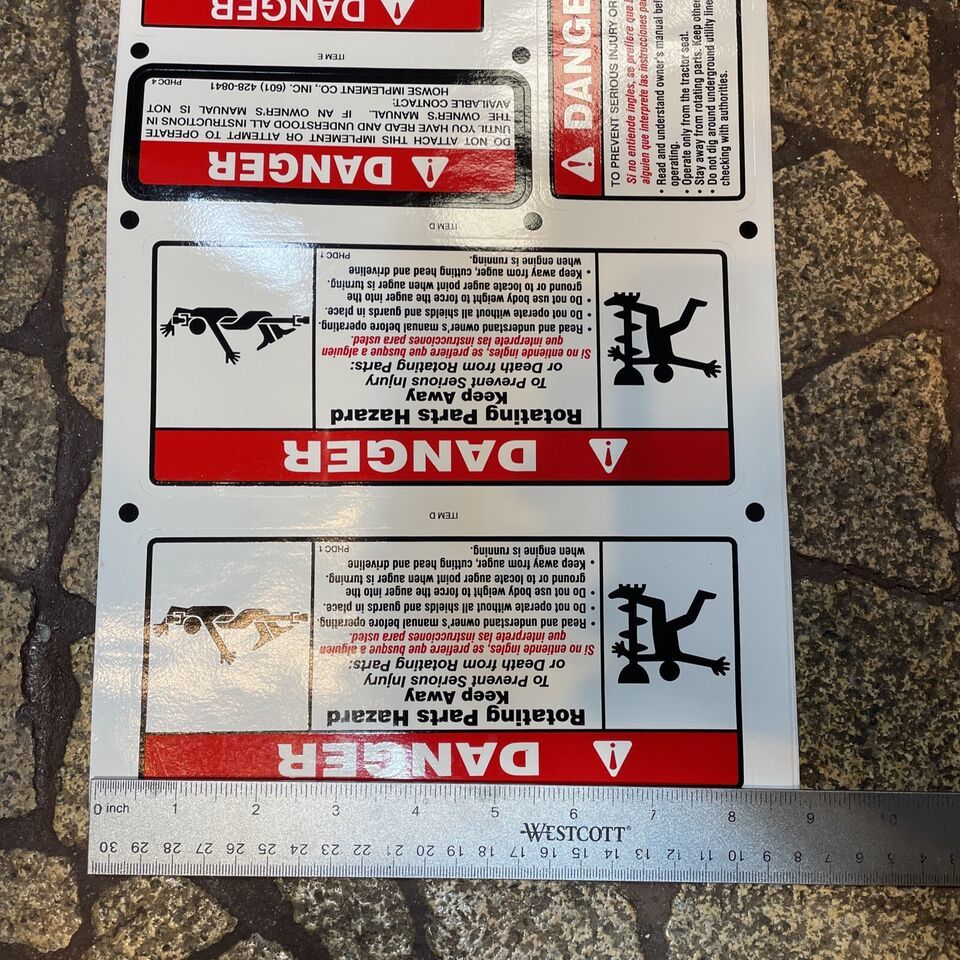 DANGER
ITEM E
DANGER
DO NOT ATTACH THIS IMPLEMENT OR ATTEMPT TO OPERATE
UNTIL YOU HAVE READ AND UNDERSTOOD ALL INSTRUCTIONS IN
THE OWNER'S MANUAL. IF AN OWNER'S MANUAL IS NOT
AVAILABLE CONTACT:
HOWSE IMPLEMENT CO., INC. (601) 428-0841
PHDC 4
DANGE
TO PREVENT SERIOUS INJURY OR
Si no entiende ingles, se prefiere que
alguien que interprete las instrucciones
• Read and understand owner's manual
operating.
• Operate only from the tractor seat.
• Stay away from rotating parts. Keep
• Do not dig around underground utility
checking with authorities.
ITEM D
DANGER
Rotating Parts Hazard
Keep Away
To Prevent Serious Injury
or Death from Rotating Parts:
Si no entiende ingles, se prefiere que busque a alguien
que interprete las instrucciones para usted.
• Read and understand owner's manual before operating.
• Do not operate without all shields and guards in place.
• Do not use body weight to force the auger into the
ground or to locate auger point when auger is turning.
• Keep away from auger, cutting head and driveline
when engine is running.
PHDC 1
ITEM D
DANGER
Rotating Parts Hazard
Keep Away
To Prevent Serious Injury
or Death from Rotating Parts:
Si no entiende ingles, se prefiere que busque a alguien
que interprete las instrucciones para usted.
• Read and understand owner's manual before operating
• Do not operate without all shields and guards in place.
• Do not use body weight to force the auger into the
ground or to locate auger point when auger is turning.
• Keep away from auger, cutting head and driveline
when engine is running.
PHDC 1
0 inch 1 2 3 4 5 6 7 8 9
WESTCOTT®
30 29 28 27 26 25 24 23 22 21 20 19 18 17 16 15 14 13 12 11 10 9 8 7 6 5 4 3